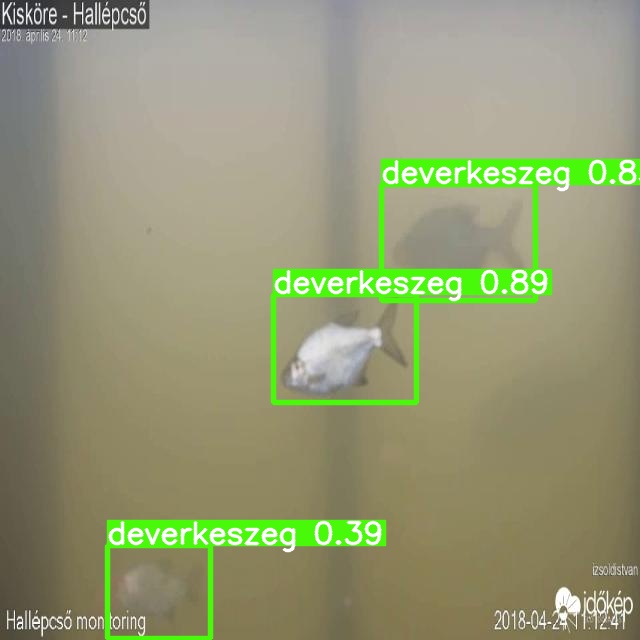 Kisköre - Hallépcső
2018. április 24. 11:12
deverkeszeg 0.8
deverkeszeg 0.89
deverkeszeg 0.39
izsoldistvan
időkép
Hallépcső monitoring
2018-04-24 11:12:41